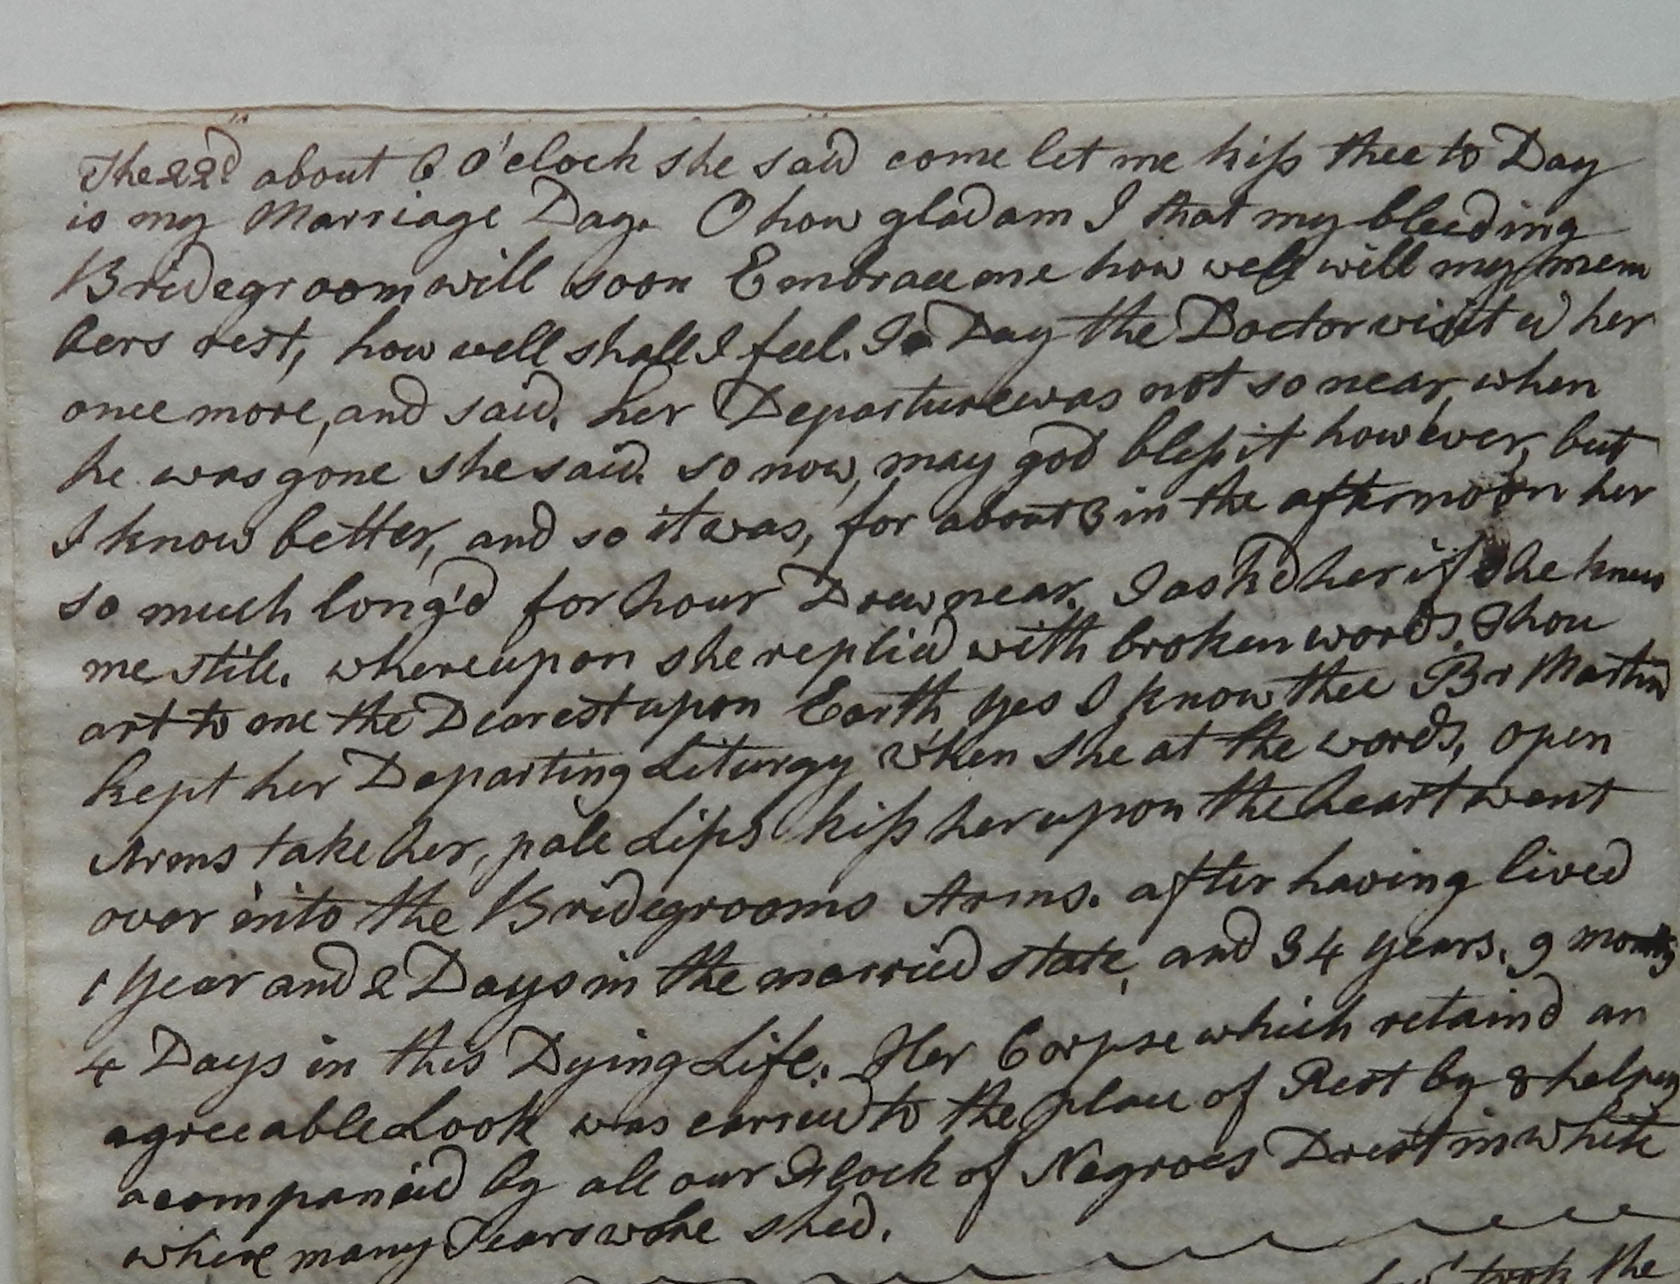 The 22d about 6 O'clock she said come let me kiss thee to Day
is my Marriage Day. O how glad am I that my bleeding
Bridegroom will soon Embrace me how well will my mem
bers rest, how well shall I feel. To Day the Doctor visited her
once more, and said, her Departure was not so near, when
he was gone she said. so now, may god bless it however, but
I know better, and so it was, for about 3 in the afternoon her
so much long'd for hour Drew near. I ask'd her if she knew
me still. whereupon she replied with broken words, Thou
art to me the Dearest upon Earth yes I know thee Br Martin
kept her Departing Liturgy when she at the words, open
Arms take her, pale Lips kiss her upon the heart went
over into the Bridegrooms Arms. after having lived
1 Year and 2 Days in the married state, and 34 years. 9 months
4 Days in this Dying Life. Her Corpse which retaind an
agreeable Look was carried to the place of Rest by 8 helpers
acompanied by all our Flock of Negroes Drest in white
where many Tears were shed.
took the